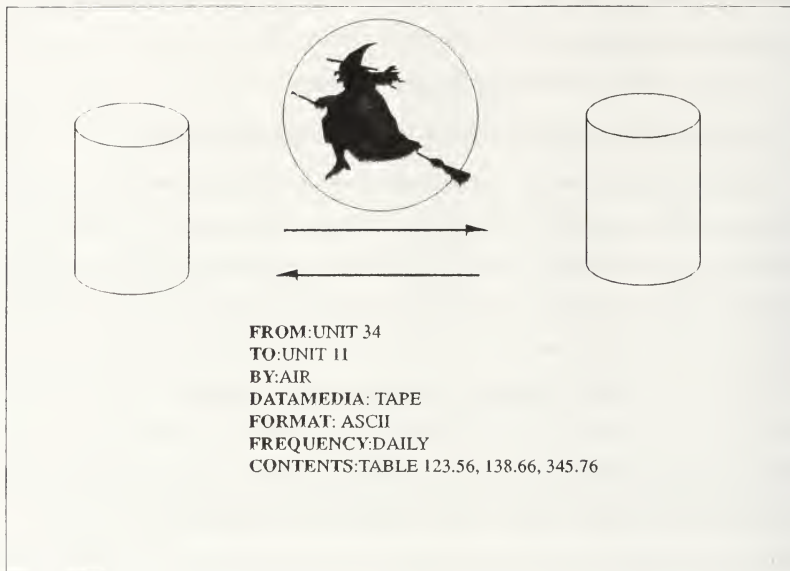 FROM:UNIT 34
TO:UNIT 11
BY:AIR
DATAMEDIA: TAPE
FORMAT: ASCII
FREQUENCY:DAILY
CONTENTS:TABLE 123.56, 138.66, 345.76